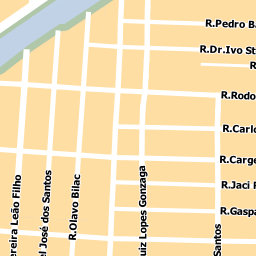 R.Pedro Ba
R.Dr.Ivo St
R
R.Rodo
R.Carlo
R.Carge
R.Jaci F
R.Gaspa
ereira Leão Filho
el José dos Santos
R.Olavo Bilac
uiz Lopes Gonzaga
Santos